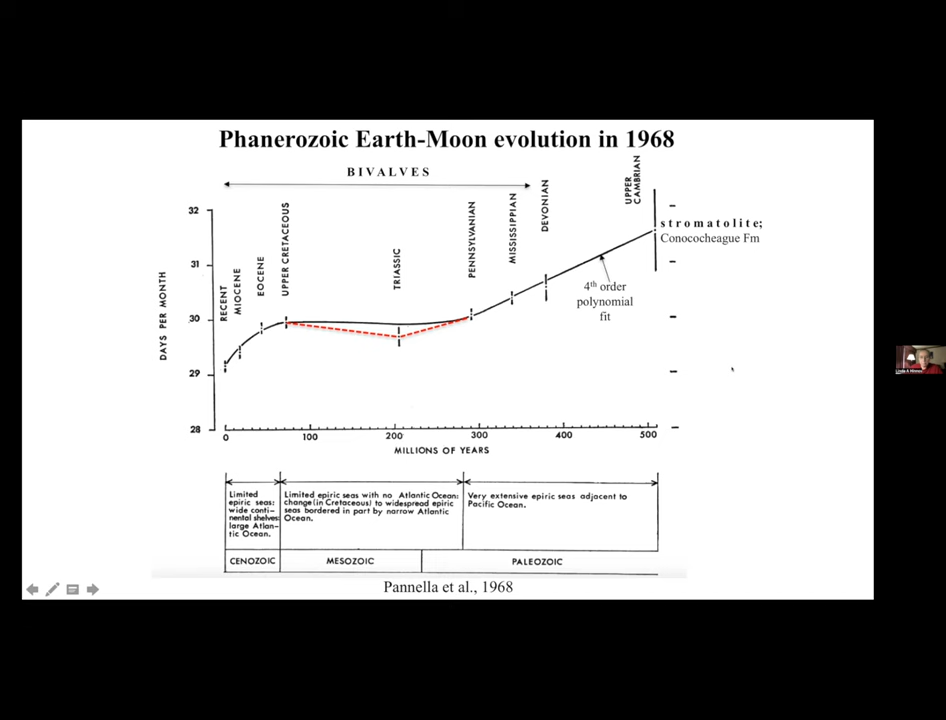 Phanerozoic Earth-Moon evolution in 1968
BIVALVES
RECENT
MIOCENE
EOCENE
UPPER CRETACEOUS
TRIASSIC
PENNSYLVANIAN
MISSISSIPPIAN
DEVONIAN
UPPER
CAMBRIAN
stromatolite;
Conococheague Fm
4th order
polynomial
fit
DAYS PER MONTH
32
31
30
29
28
0
100
200
300
400
500
MILLIONS OF YEARS
Limited
epiric seas:
wide conti-
nental shelves
large Atlan-
tic Ocean.
Limited epiric seas with no Atlantic Ocean:
change(in Cretaceous) to widespread epiric
seas bordered in part by narrow Atlantic
Ocean.
Very extensive epiric seas adjacent to
Pacific Ocean.
CENOZOIC
MESOZOIC
PALEOZOIC
Pannella et al., 1968